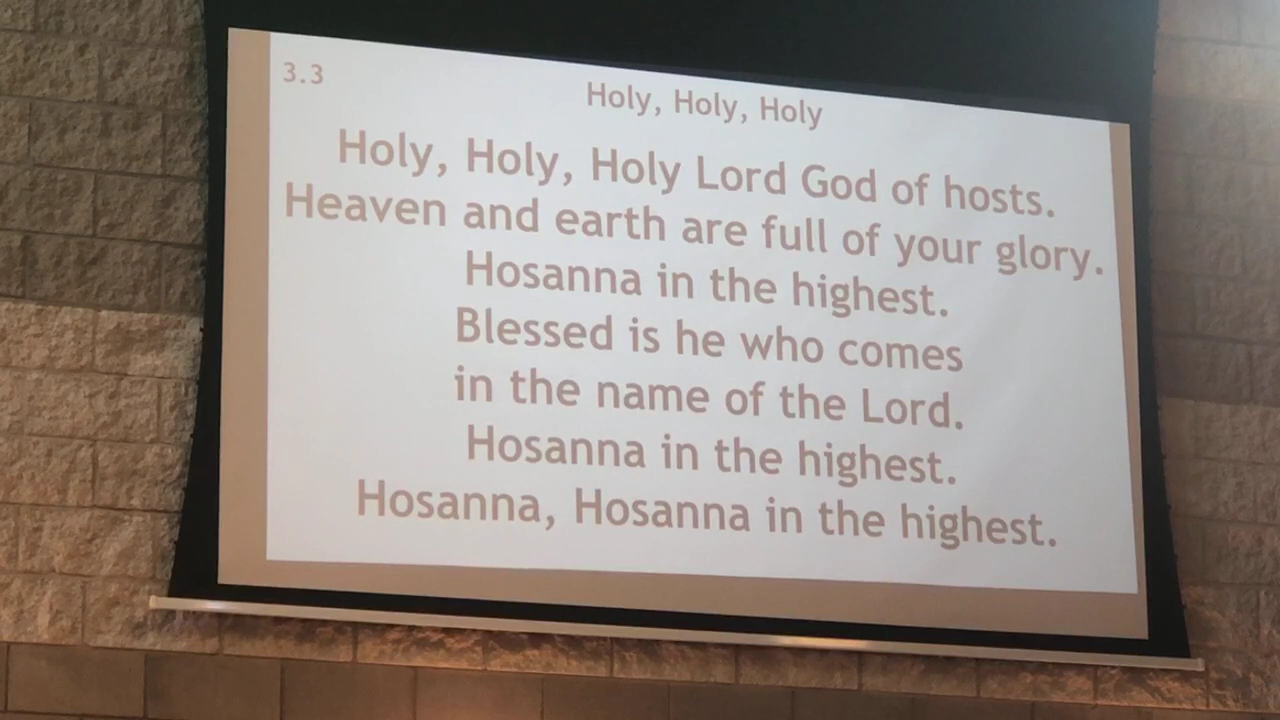 3.3
Holy, Holy, Holy
Holy, Holy, Holy Lord God of hosts.
Heaven and earth are full of your glory.
Hosanna in the highest.
Blessed is he who comes
in the name of the Lord.
Hosanna in the highest.
Hosanna, Hosanna in the highest.